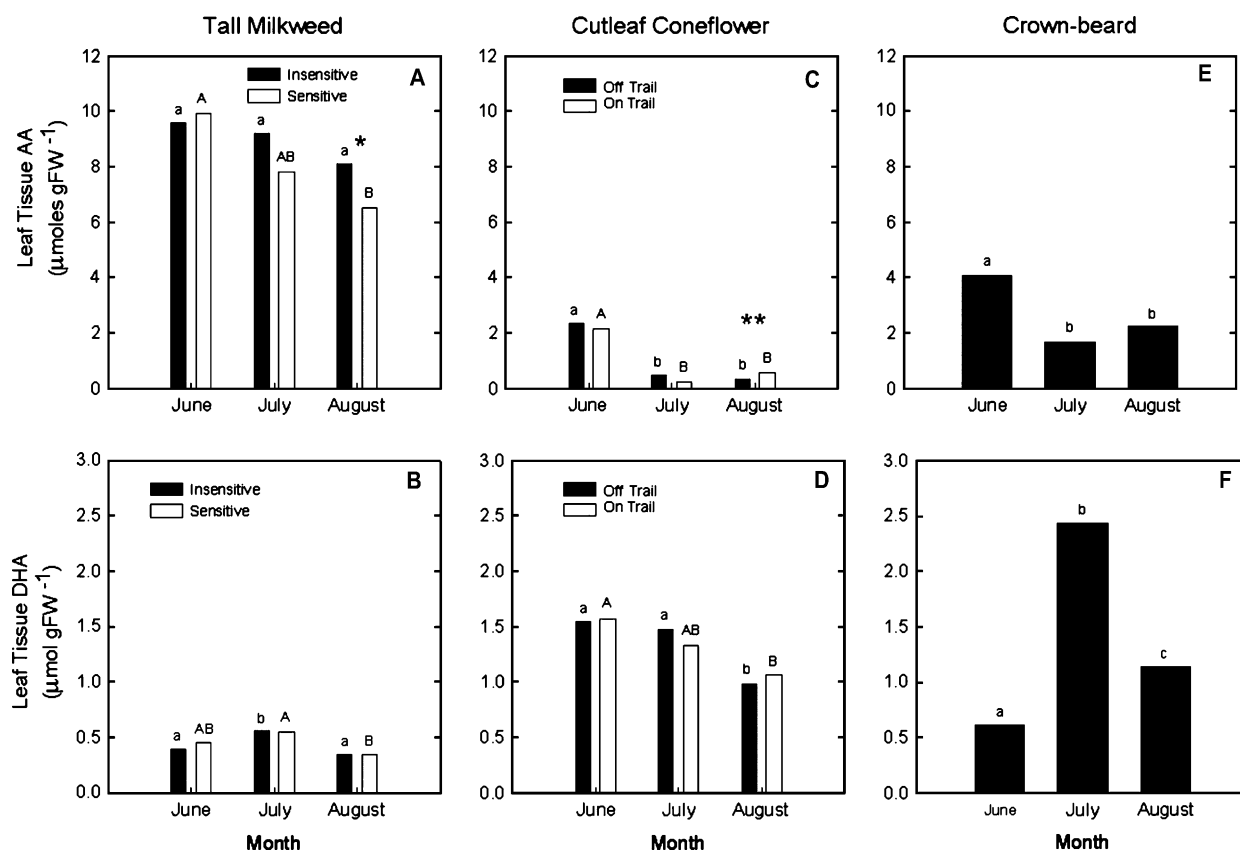 Tall Milkweed
Cutleaf Coneflower
Crown-beard
Leaf Tissue AA
(μmoles gFW⁻¹)
12
10
8
6
4
2
0
A
Insensitive
Sensitive
a
A
a
AB
a
*
B
June
July
August
12
10
8
6
4
2
0
C
Off Trail
On Trail
a
A
b
B
**
b
B
June
July
August
12
10
8
6
4
2
0
E
a
b
b
June
July
August
Leaf Tissue DHA
(μmol gFW⁻¹)
3.0
2.5
2.0
1.5
1.0
0.5
0.0
B
Insensitive
Sensitive
a
AB
b
A
a
B
June
July
August
Month
3.0
2.5
2.0
1.5
1.0
0.5
0.0
D
Off Trail
On Trail
a
A
a
AB
b
B
June
July
August
Month
3.0
2.5
2.0
1.5
1.0
0.5
0.0
F
a
b
c
June
July
August
Month